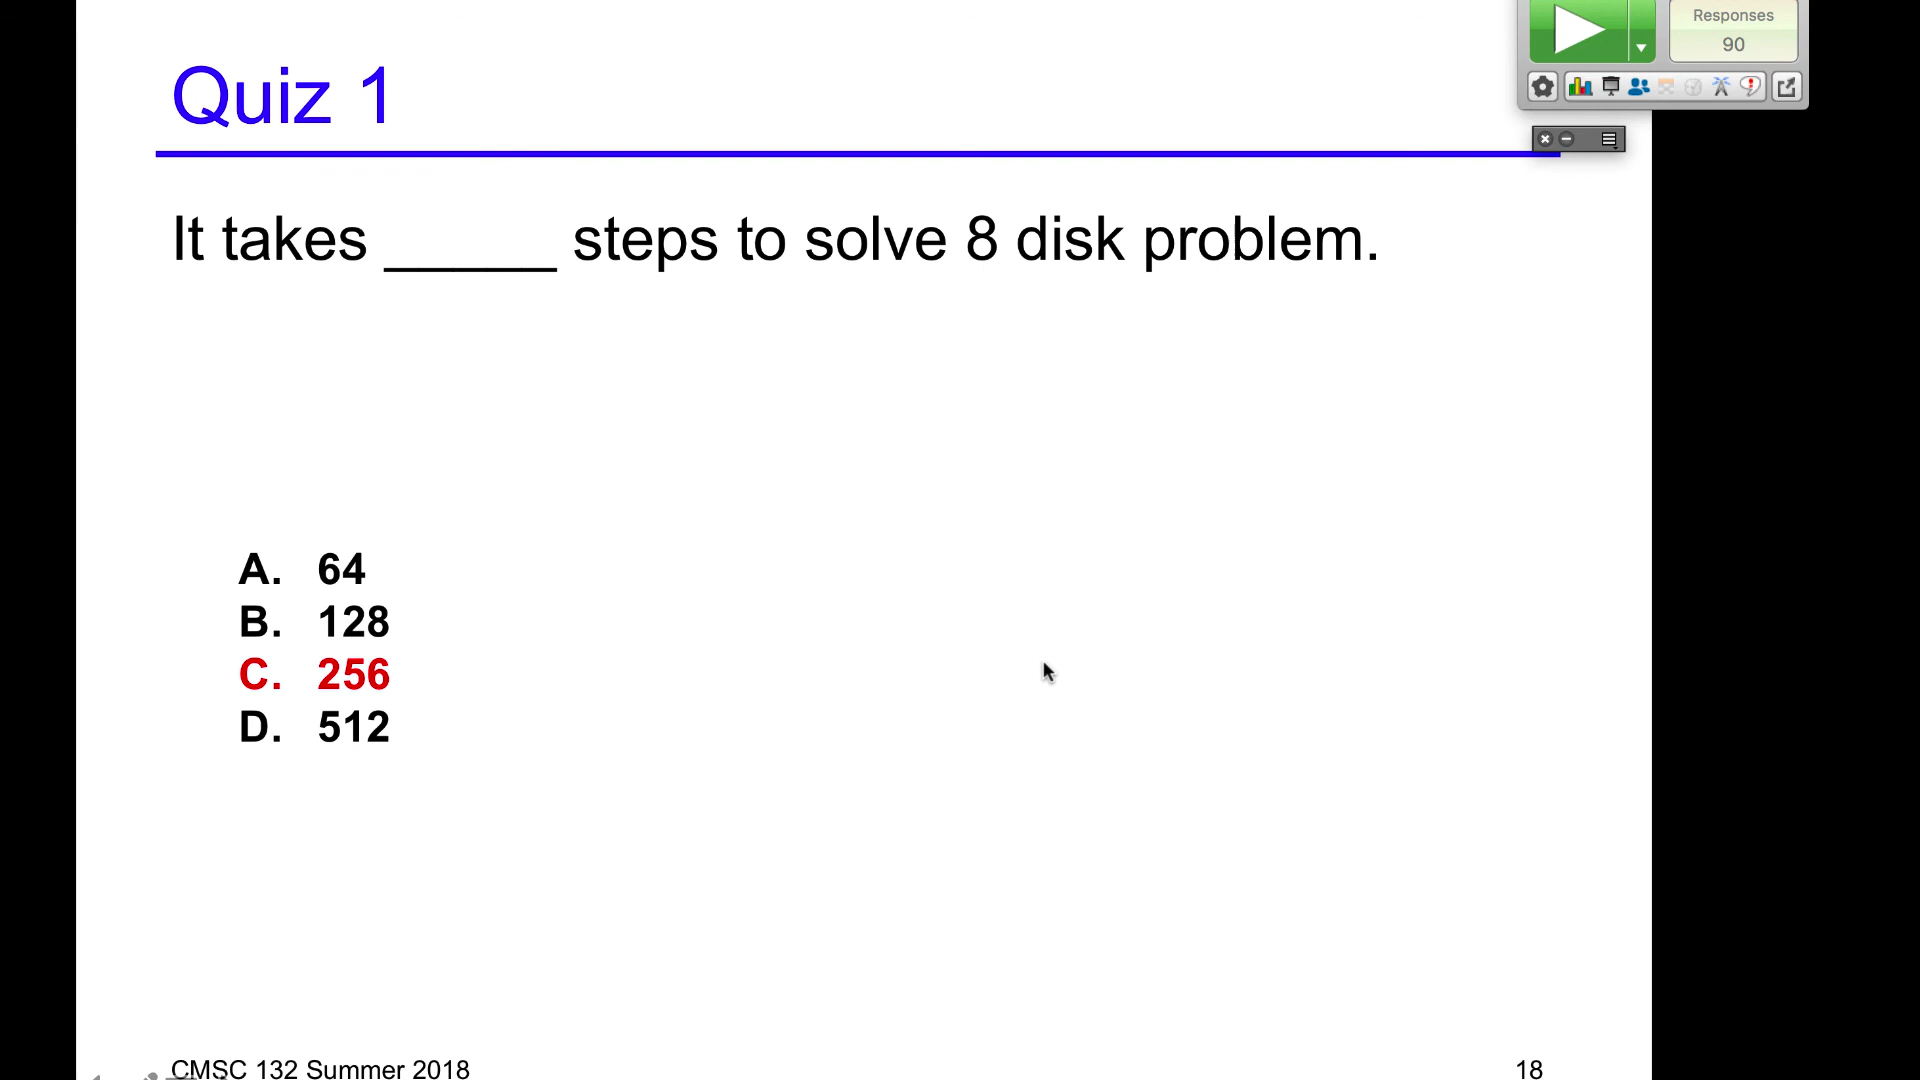 Responses
90
Quiz 1
It takes _____ steps to solve 8 disk problem.
A. 64
B. 128
C. 256
D. 512
CMSC 132 Summer 2018
18